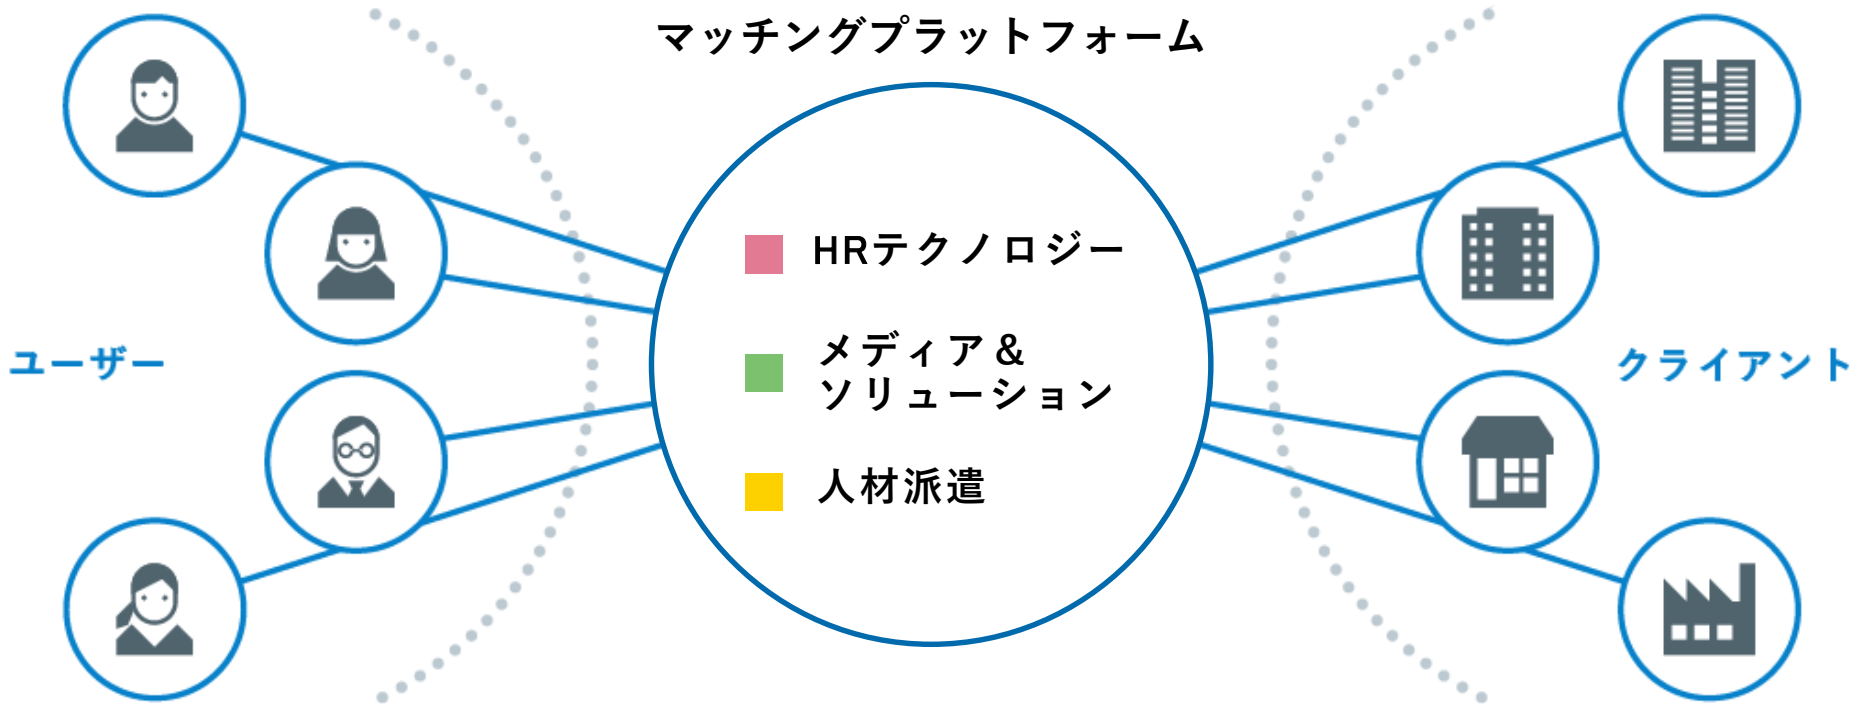 マッチングプラットフォーム
HRテクノロジー
メディア＆
ソリューション
人材派遣
ユーザー
クライアント